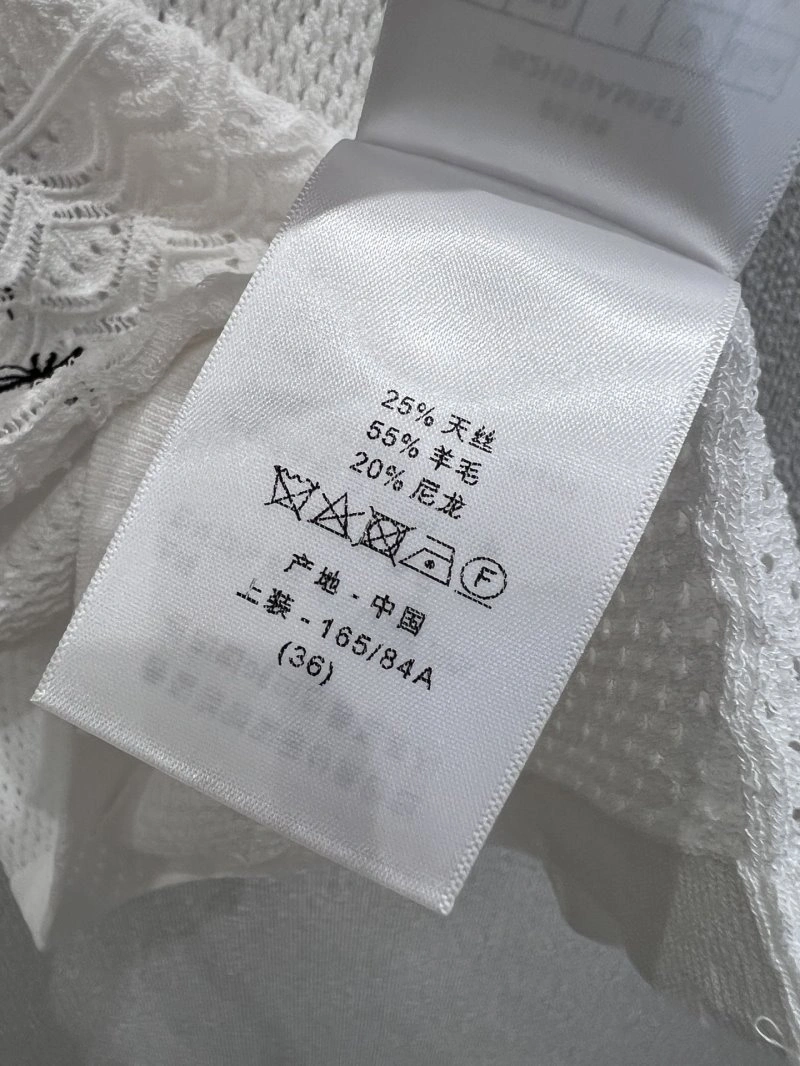 25% 天丝
55% 羊毛
20% 尼龙
F
产地 - 中国
上装 - 165/84A
(36)